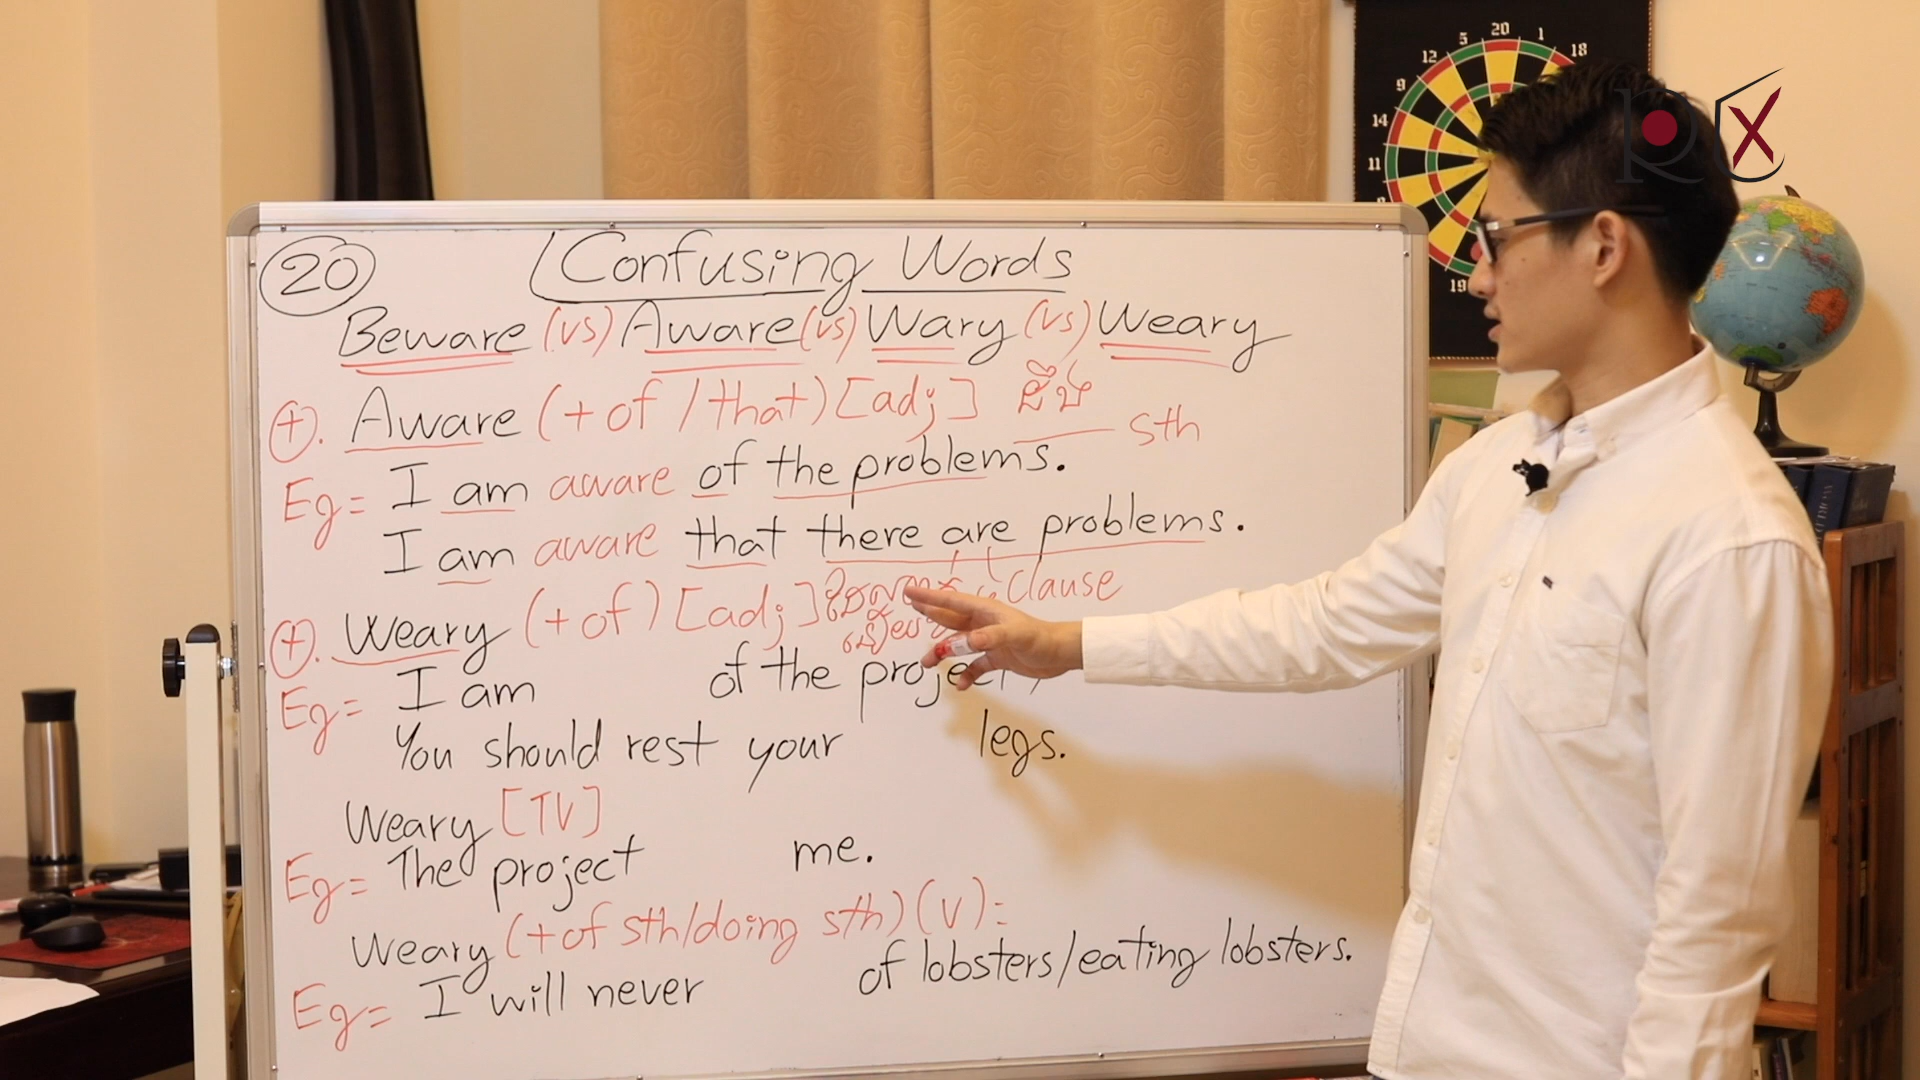 20 Confusing Words
Beware (vs) Aware (vs) Wary (vs) Weary
+. Aware (+ of / that) [adj] ដឹង
sth
Eg = I am aware of the problems.
I am aware that there are problems.
Clause
+. Weary (+ of) [adj]
Eg = I am of the project
You should rest your legs.
Weary [TV]
Eg = The project me.
Weary (+ of sth/doing sth) (v):
Eg = I will never of lobsters/eating lobsters.
20 1 18
5
12
9
14
11
19